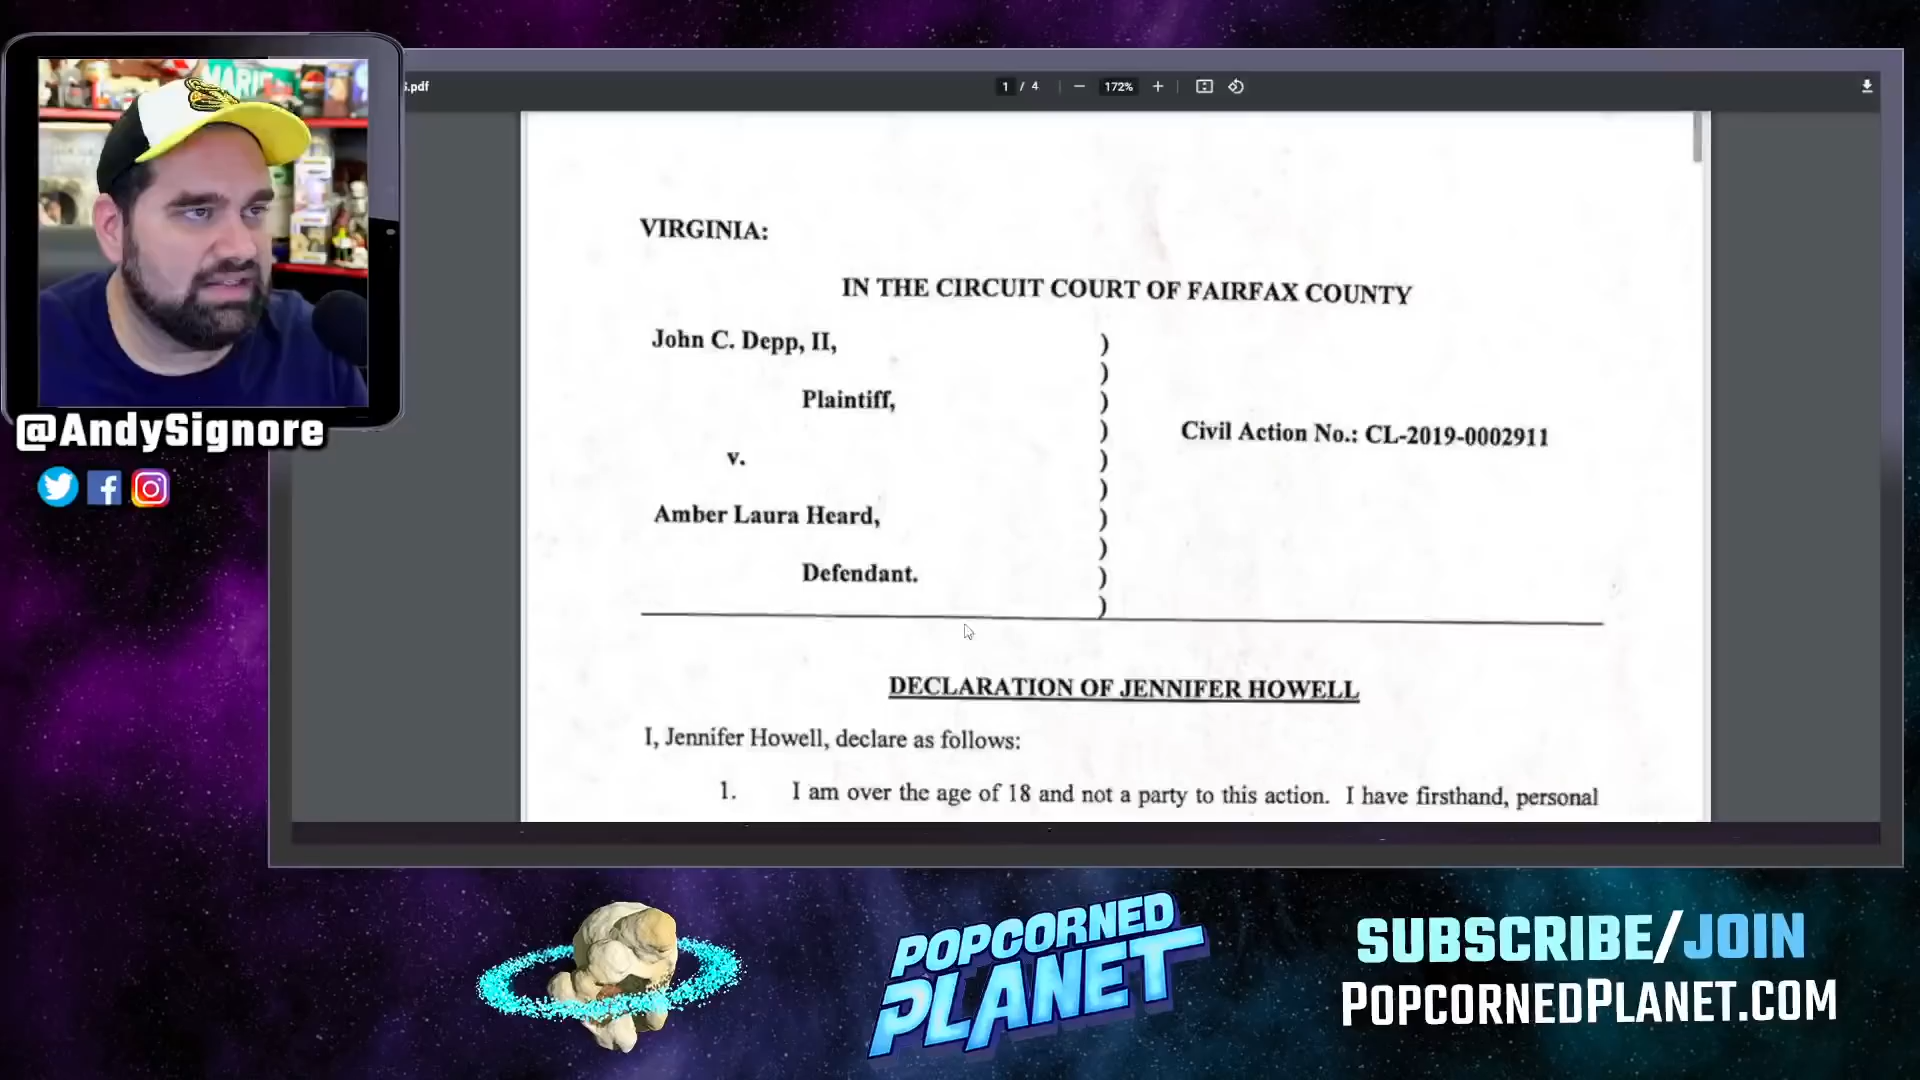 MARIE
5.pdf
1 / 4
172%
VIRGINIA:
IN THE CIRCUIT COURT OF FAIRFAX COUNTY
John C. Depp, II,
Plaintiff,
v.
Amber Laura Heard,
Defendant.
)
)
)
)
)
)
)
)
)
)
Civil Action No.: CL-2019-0002911
DECLARATION OF JENNIFER HOWELL
I, Jennifer Howell, declare as follows:
1. I am over the age of 18 and not a party to this action. I have firsthand, personal
@AndySignore
POPCORNED
PLANET
SUBSCRIBE/JOIN
POPCORNEDPLANET.COM